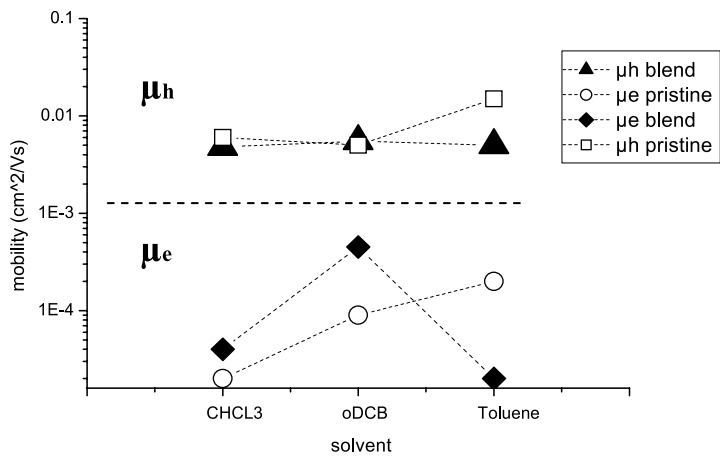 0.1
0.01
1E-3
1E-4
mobility (cm^2/Vs)
μh
μe
CHCL3
oDCB
Toluene
solvent
μh blend
μe pristine
μe blend
μh pristine